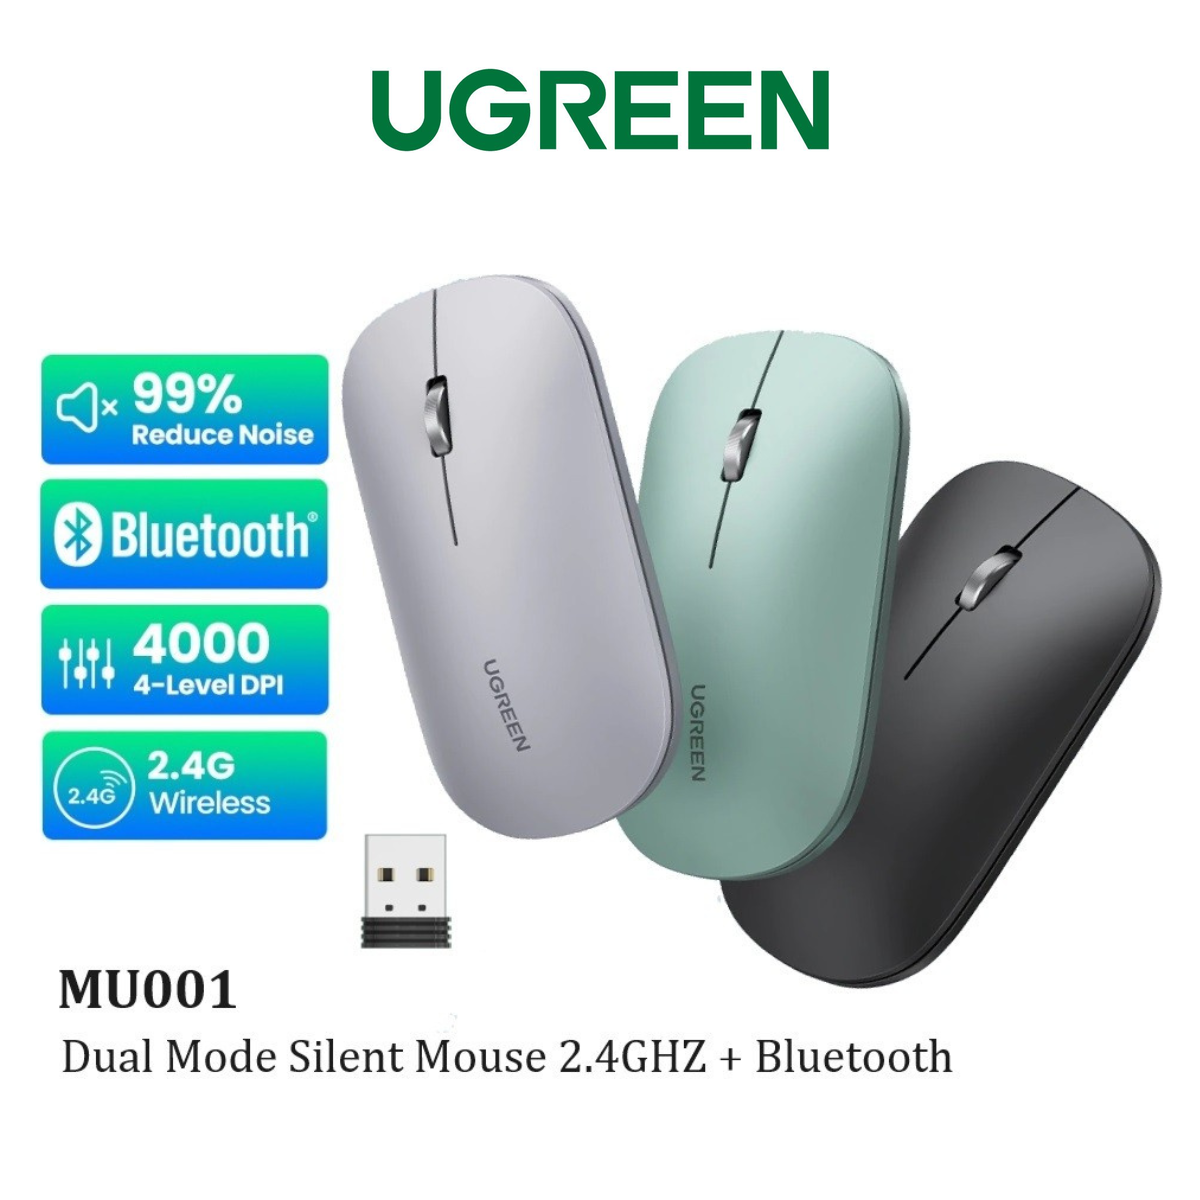 UGREEN
99%
Reduce Noise
Bluetooth®
4000
4-Level DPI
2.4G
2.4G
Wireless
UGREEN
UGREEN
MU001
Dual Mode Silent Mouse 2.4GHZ + Bluetooth